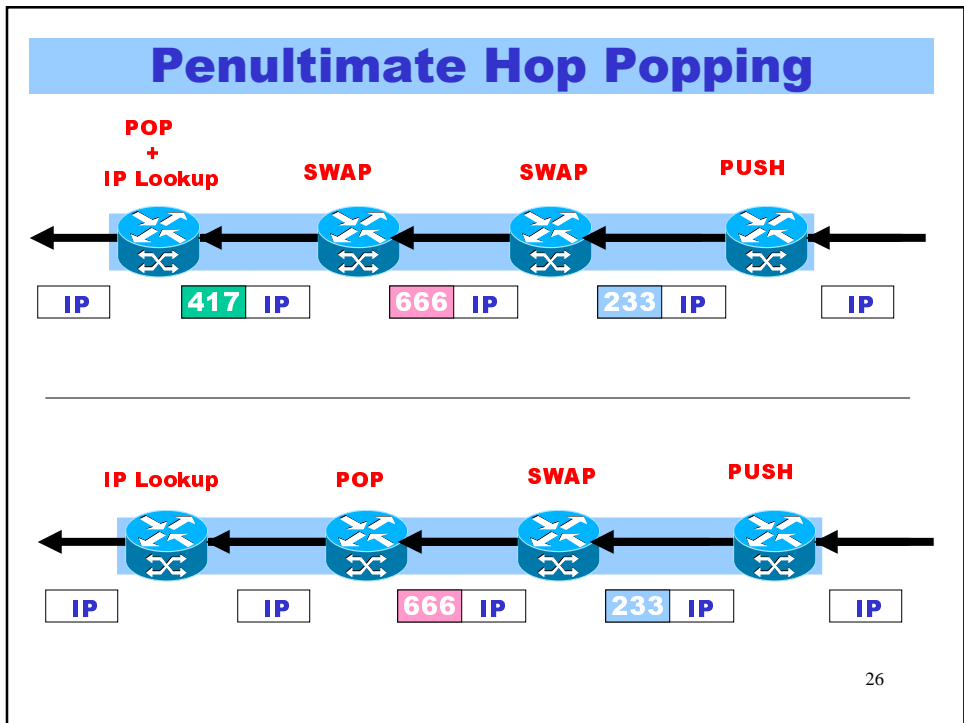 Penultimate Hop Popping
POP
+
IP Lookup
SWAP
SWAP
PUSH
IP
417 IP
666 IP
233 IP
IP
IP Lookup
POP
SWAP
PUSH
IP
IP
666 IP
233 IP
IP
26